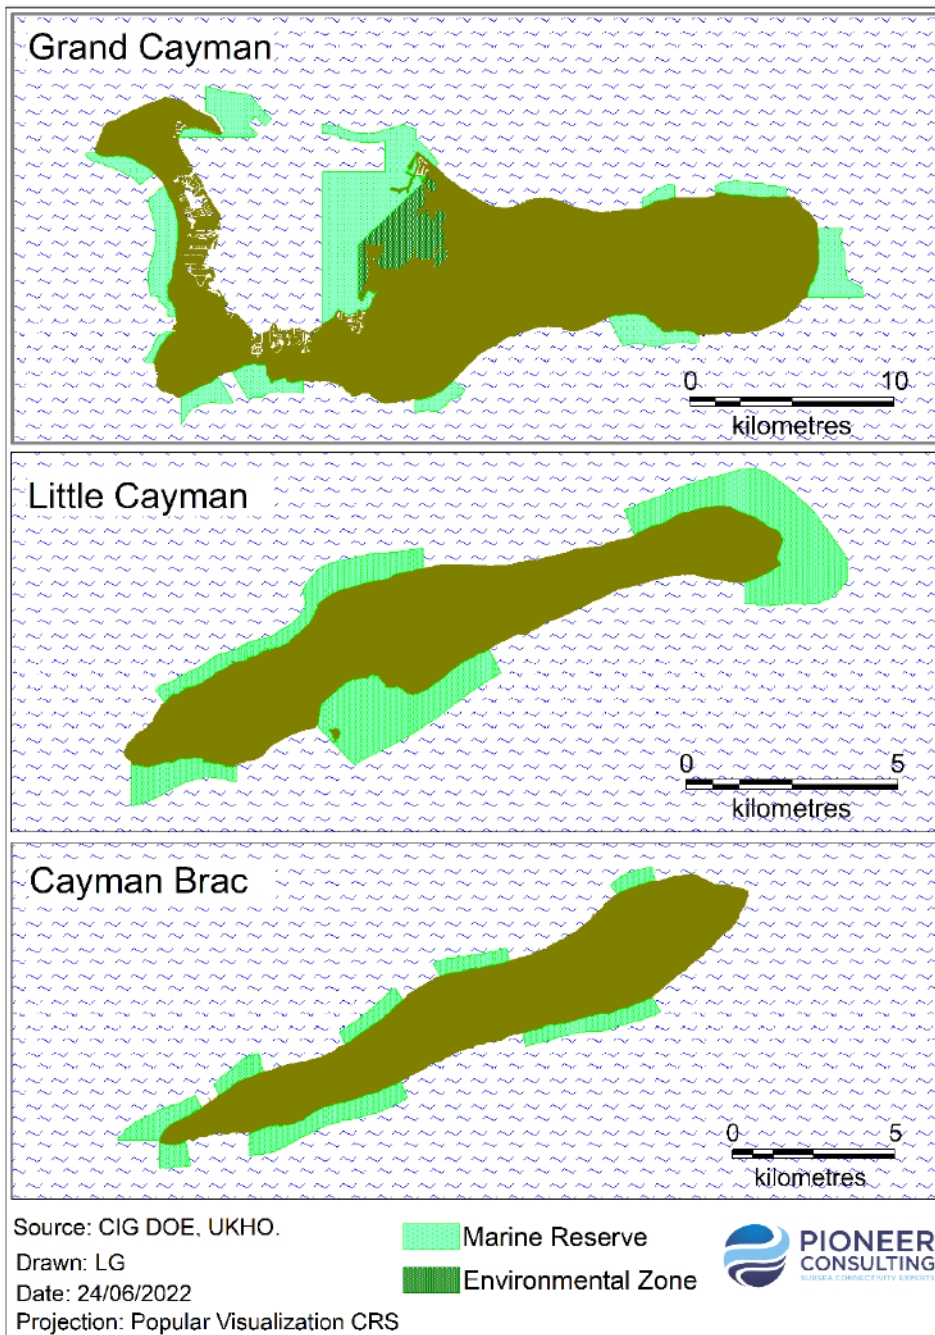 Grand Cayman
0 10
kilometres
Little Cayman
0 5
kilometres
Cayman Brac
0 5
kilometres
Source: CIG DOE, UKHO.
Drawn: LG
Date: 24/06/2022
Projection: Popular Visualization CRS
Marine Reserve
Environmental Zone
PIONEER
CONSULTING
SUBSEA CONNECTIVITY EXPERTS